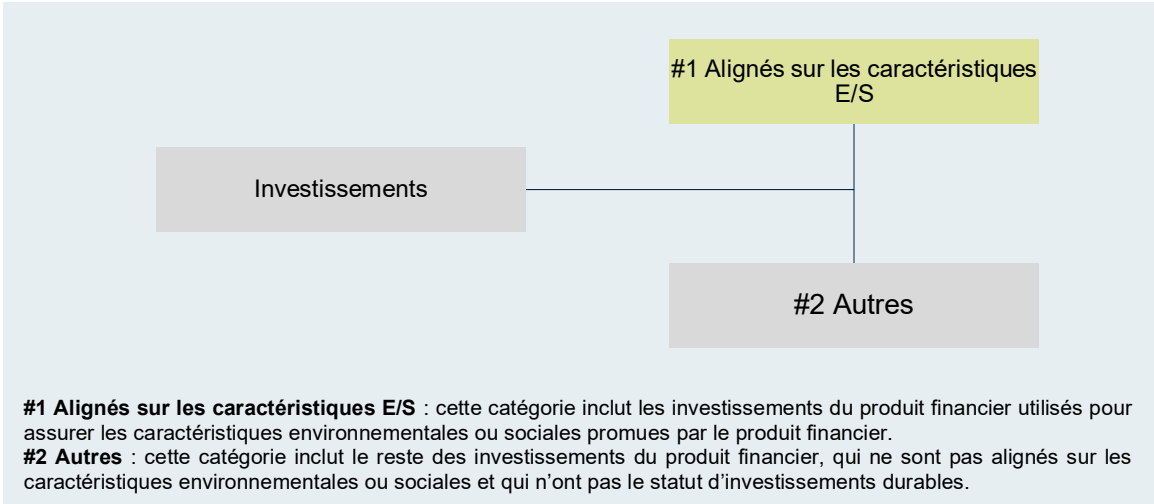 #1 Alignés sur les caractéristiques
E/S
Investissements
#2 Autres
#1 Alignés sur les caractéristiques E/S : cette catégorie inclut les investissements du produit financier utilisés pour
assurer les caractéristiques environnementales ou sociales promues par le produit financier.
#2 Autres : cette catégorie inclut le reste des investissements du produit financier, qui ne sont pas alignés sur les
caractéristiques environnementales ou sociales et qui n’ont pas le statut d’investissements durables.